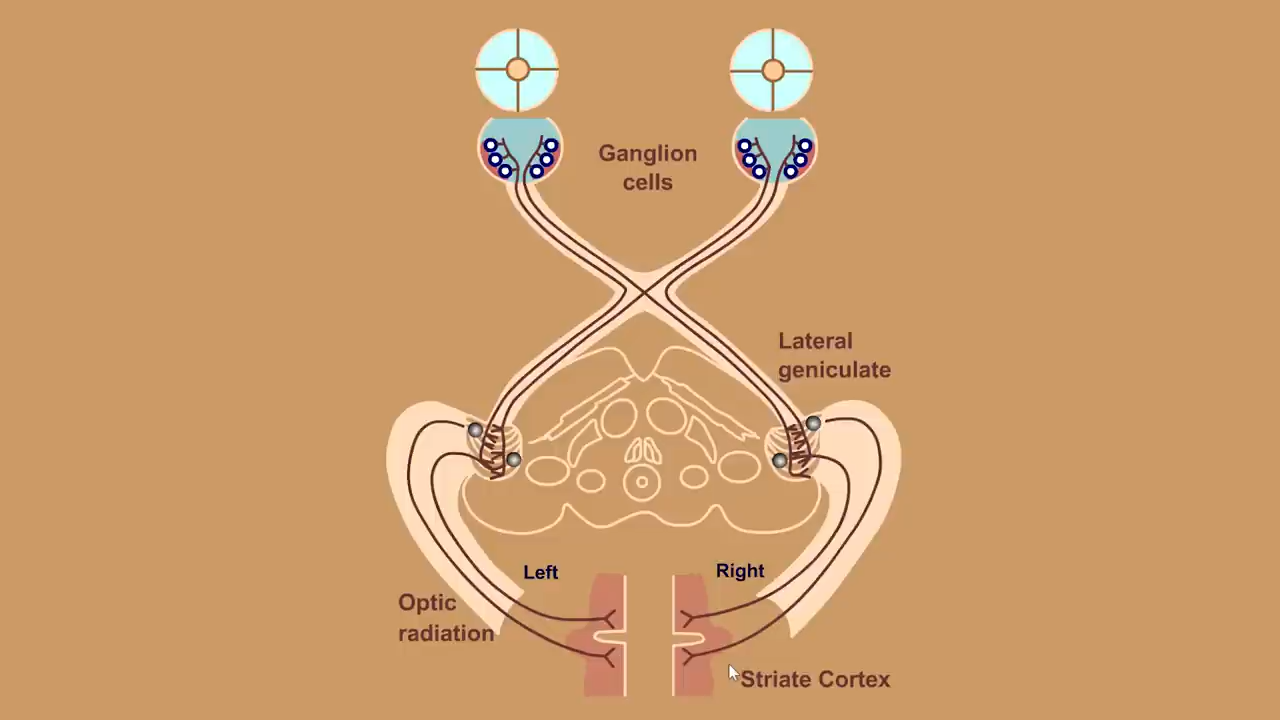 Ganglion
cells
Lateral
geniculate
Left
Right
Optic
radiation
Striate Cortex